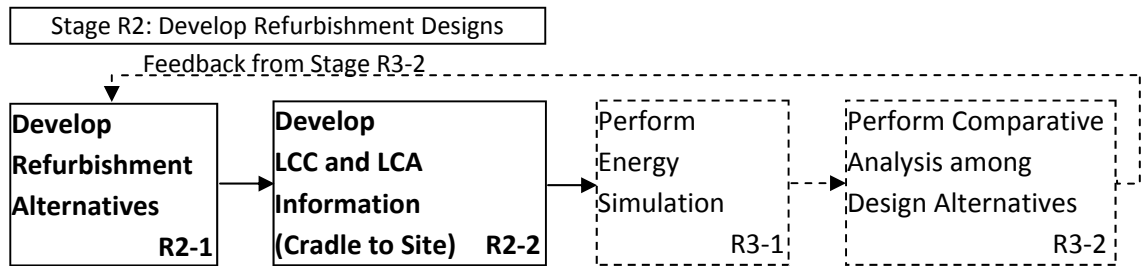 Stage R2: Develop Refurbishment Designs
Feedback from Stage R3-2
Develop
Refurbishment
Alternatives
R2-1
Develop
LCC and LCA
Information
(Cradle to Site) R2-2
Perform
Energy
Simulation
R3-1
Perform Comparative
Analysis among
Design Alternatives
R3-2